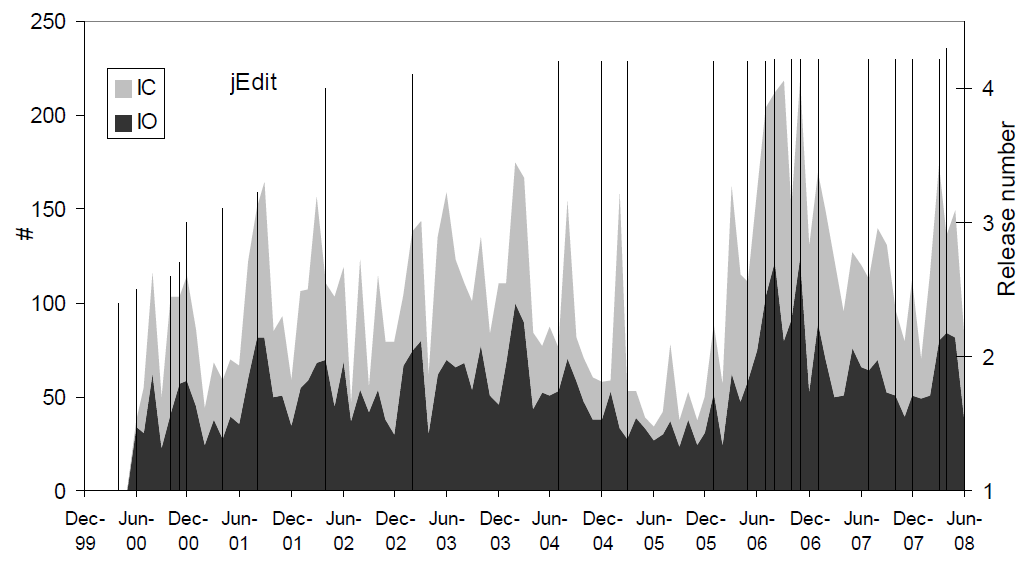 250
200
150
100
50
0
#
IC
IO
jEdit
4
3
2
1
Release number
Dec-
99
Jun-
00
Dec-
00
Jun-
01
Dec-
01
Jun-
02
Dec-
02
Jun-
03
Dec-
03
Jun-
04
Dec-
04
Jun-
05
Dec-
05
Jun-
06
Dec-
06
Jun-
07
Dec-
07
Jun-
08